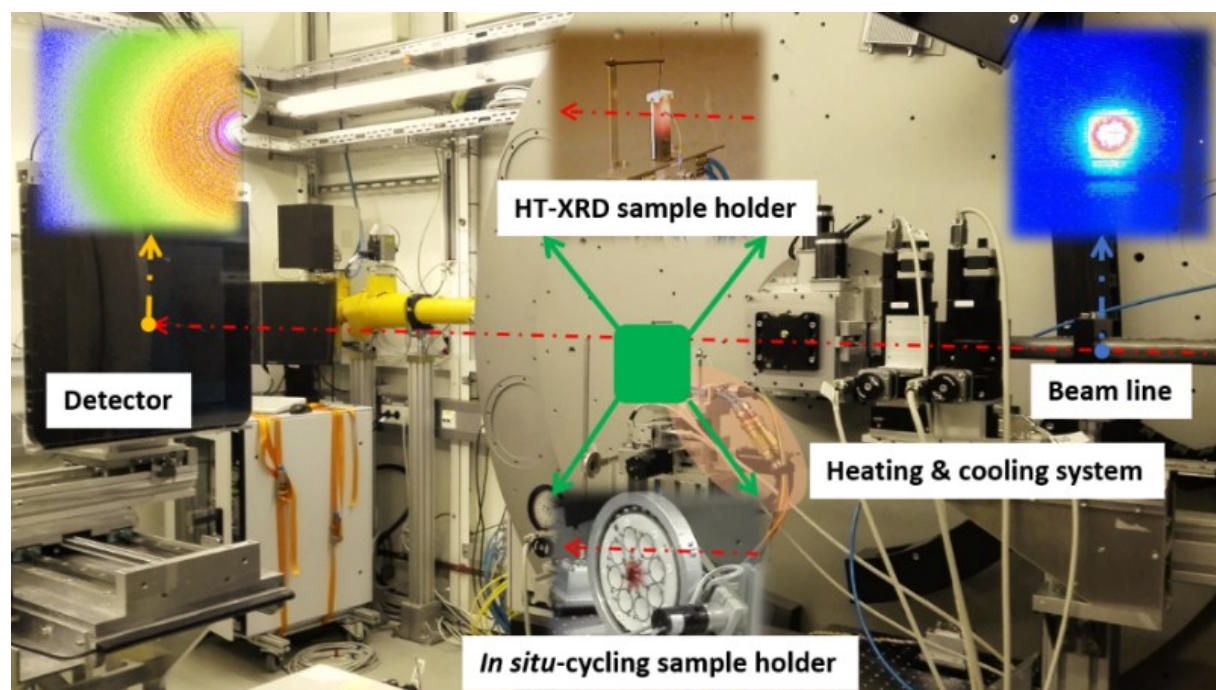 HT-XRD sample holder
Detector
Beam line
Heating & cooling system
In situ-cycling sample holder